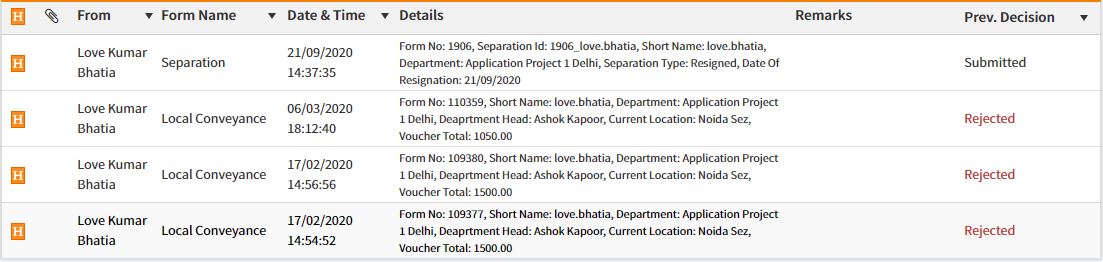 H From Form Name Date & Time Details Remarks Prev. Decision
H Love Kumar Bhatia Separation 21/09/2020 14:37:35 Form No: 1906, Separation Id: 1906_love.bhatia, Short Name: love.bhatia,
Department: Application Project 1 Delhi, Separation Type: Resigned, Date Of
Resignation: 21/09/2020 Submitted
H Love Kumar Bhatia Local Conveyance 06/03/2020 18:12:40 Form No: 110359, Short Name: love.bhatia, Department: Application Project
1 Delhi, Deaprtment Head: Ashok Kapoor, Current Location: Noida Sez,
Voucher Total: 1050.00 Rejected
H Love Kumar Bhatia Local Conveyance 17/02/2020 14:56:56 Form No: 109380, Short Name: love.bhatia, Department: Application Project
1 Delhi, Deaprtment Head: Ashok Kapoor, Current Location: Noida Sez,
Voucher Total: 1500.00 Rejected
H Love Kumar Bhatia Local Conveyance 17/02/2020 14:54:52 Form No: 109377, Short Name: love.bhatia, Department: Application Project
1 Delhi, Deaprtment Head: Ashok Kapoor, Current Location: Noida Sez,
Voucher Total: 1500.00 Rejected